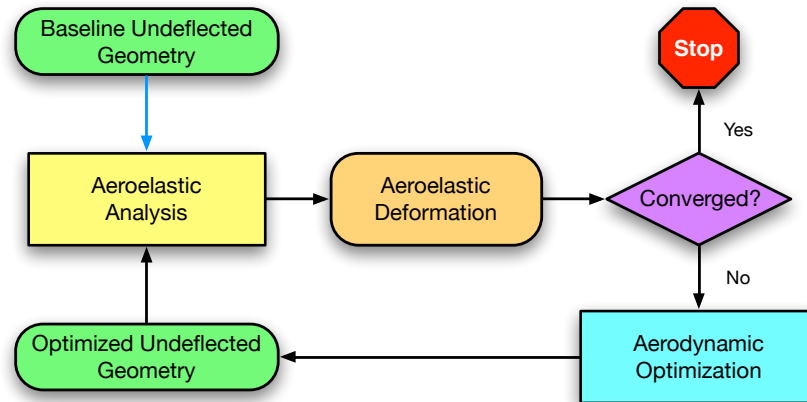 Baseline Undeflected
Geometry
Stop
Yes
Aeroelastic
Analysis
Aeroelastic
Deformation
Converged?
No
Optimized Undeflected
Geometry
Aerodynamic
Optimization